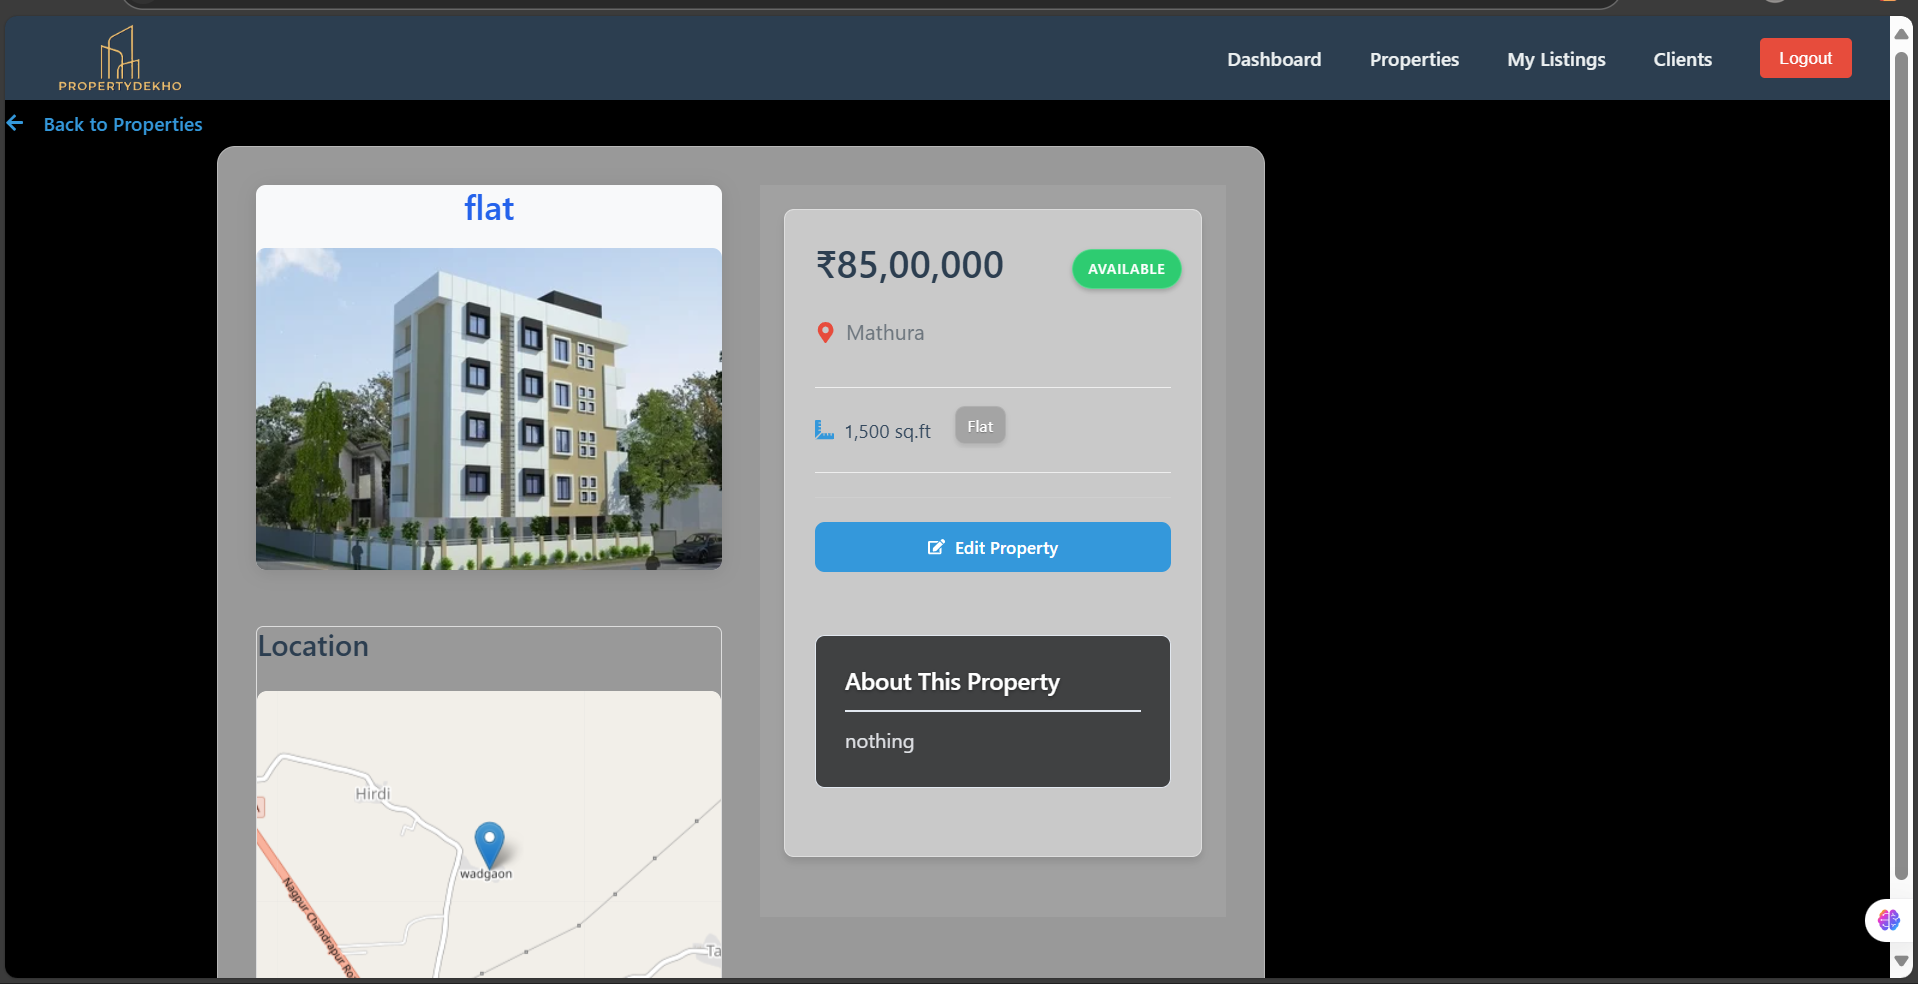 PROPERTYDEKHO
Dashboard
Properties
My Listings
Clients
Logout
Back to Properties
flat
₹85,00,000
AVAILABLE
Mathura
1,500 sq.ft
Flat
Edit Property
About This Property
nothing
Location
Hirdi
wadgaon
Nagpur Chandrapur Ro
Ta